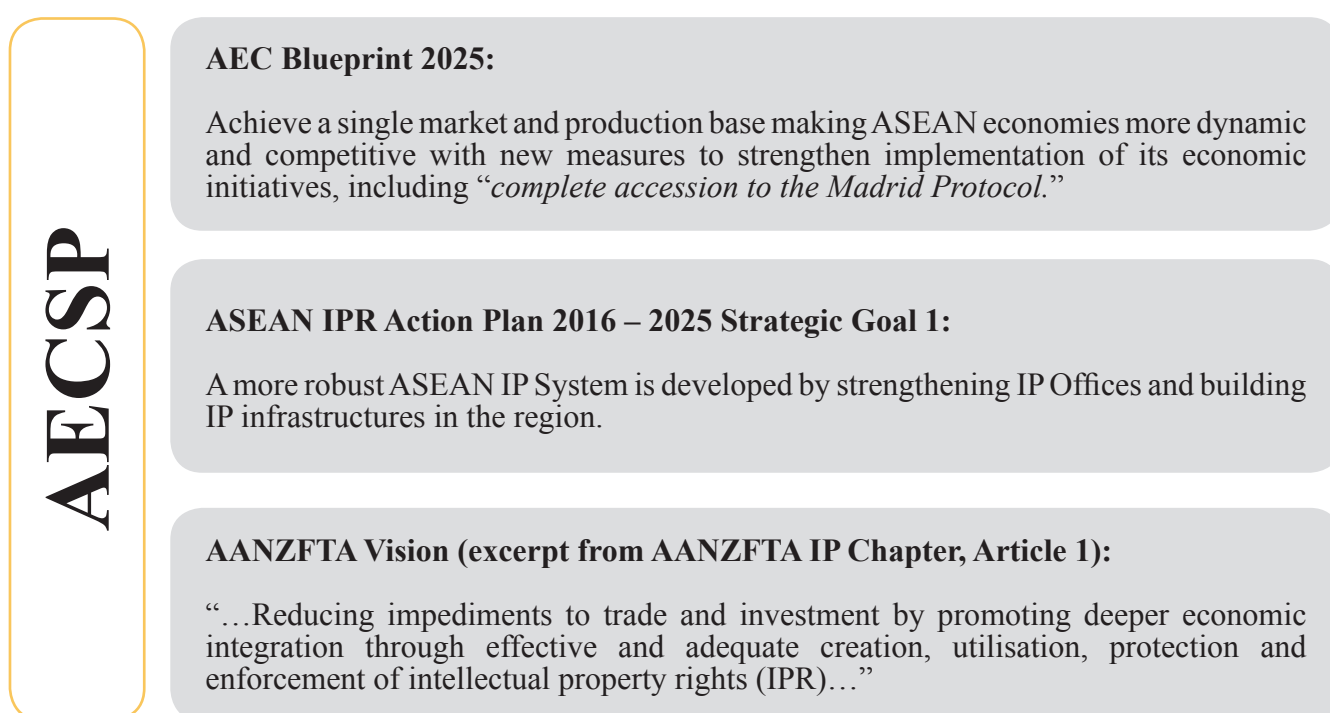 AECSP
AEC Blueprint 2025:
Achieve a single market and production base making ASEAN economies more dynamic
and competitive with new measures to strengthen implementation of its economic
initiatives, including “complete accession to the Madrid Protocol.”
ASEAN IPR Action Plan 2016 – 2025 Strategic Goal 1:
A more robust ASEAN IP System is developed by strengthening IP Offices and building
IP infrastructures in the region.
AANZFTA Vision (excerpt from AANZFTA IP Chapter, Article 1):
“…Reducing impediments to trade and investment by promoting deeper economic
integration through effective and adequate creation, utilisation, protection and
enforcement of intellectual property rights (IPR)…”